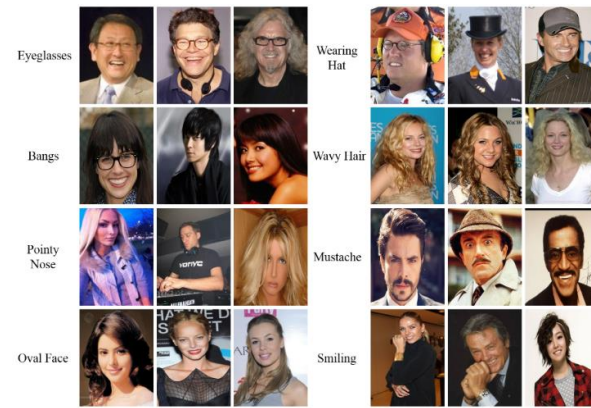 Eyeglasses
Wearing
Hat
Bangs
Wavy Hair
Pointy
Nose
Mustache
Oval Face
Smiling